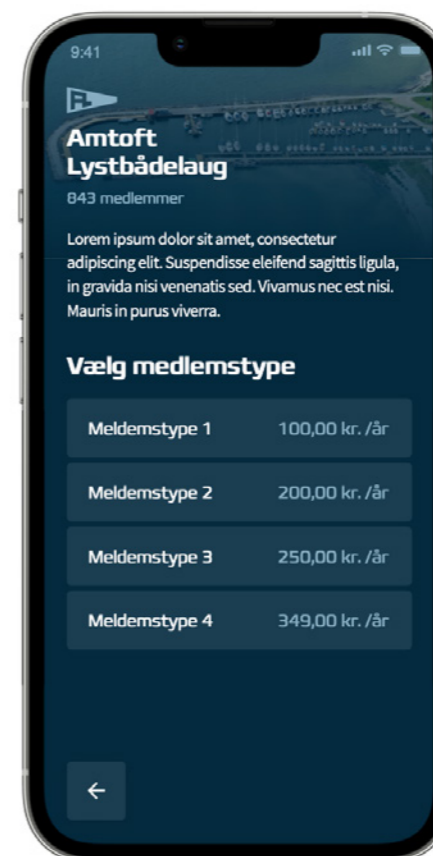 9:41
Amtoft
Lystbådelaug
843 medlemmer
Lorem ipsum dolor sit amet, consectetur
adipiscing elit. Suspendisse eleifend sagittis ligula,
in gravida nisi venenatis sed. Vivamus nec est nisi.
Mauris in purus viverra.
Vælg medlemstype
Meldemstype 1 100,00 kr. /år
Meldemstype 2 200,00 kr. /år
Meldemstype 3 250,00 kr. /år
Meldemstype 4 349,00 kr. /år